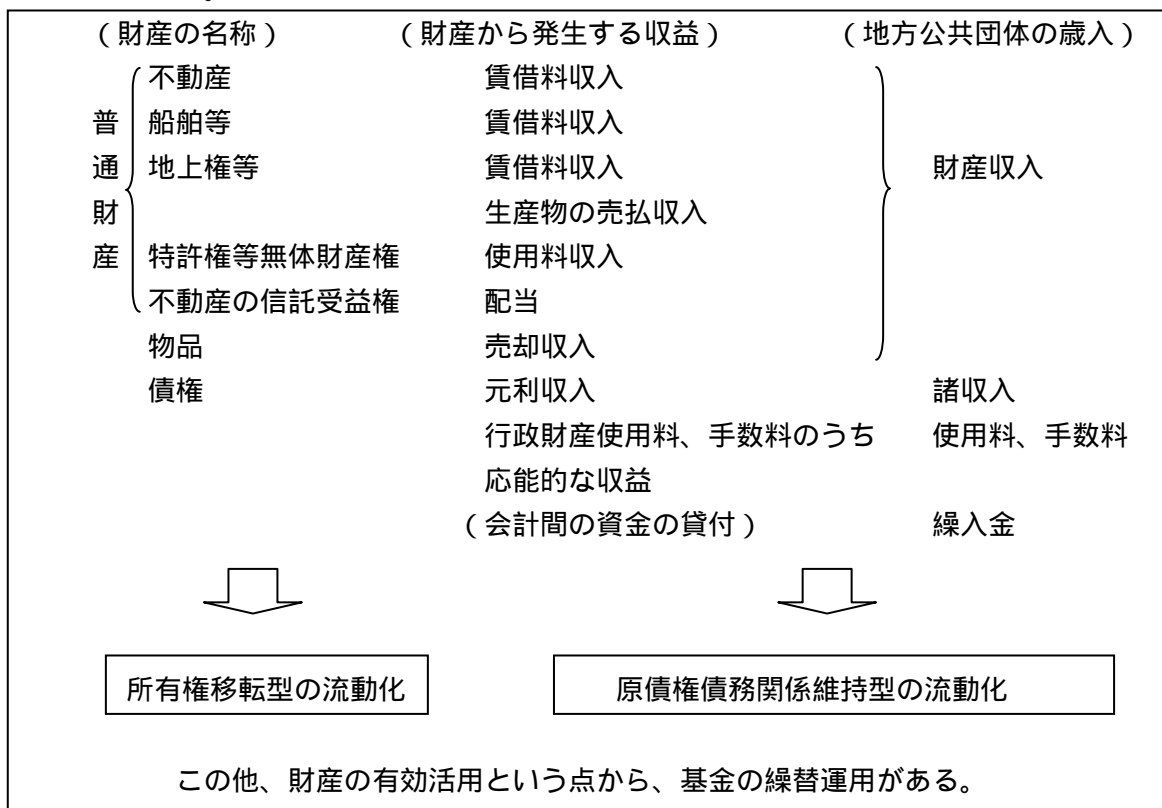 （財産の名称） （財産から発生する収益） （地方公共団体の歳入）
不動産 賃借料収入
普 船舶等 賃借料収入
通 地上権等 賃借料収入 財産収入
財 生産物の売払収入
産 特許権等無体財産権 使用料収入
不動産の信託受益権 配当
物品 売却収入
債権 元利収入 諸収入
行政財産使用料、手数料のうち 使用料、手数料
応能的な収益
（会計間の資金の貸付） 繰入金
所有権移転型の流動化 原債権債務関係維持型の流動化
この他、財産の有効活用という点から、基金の繰替運用がある。